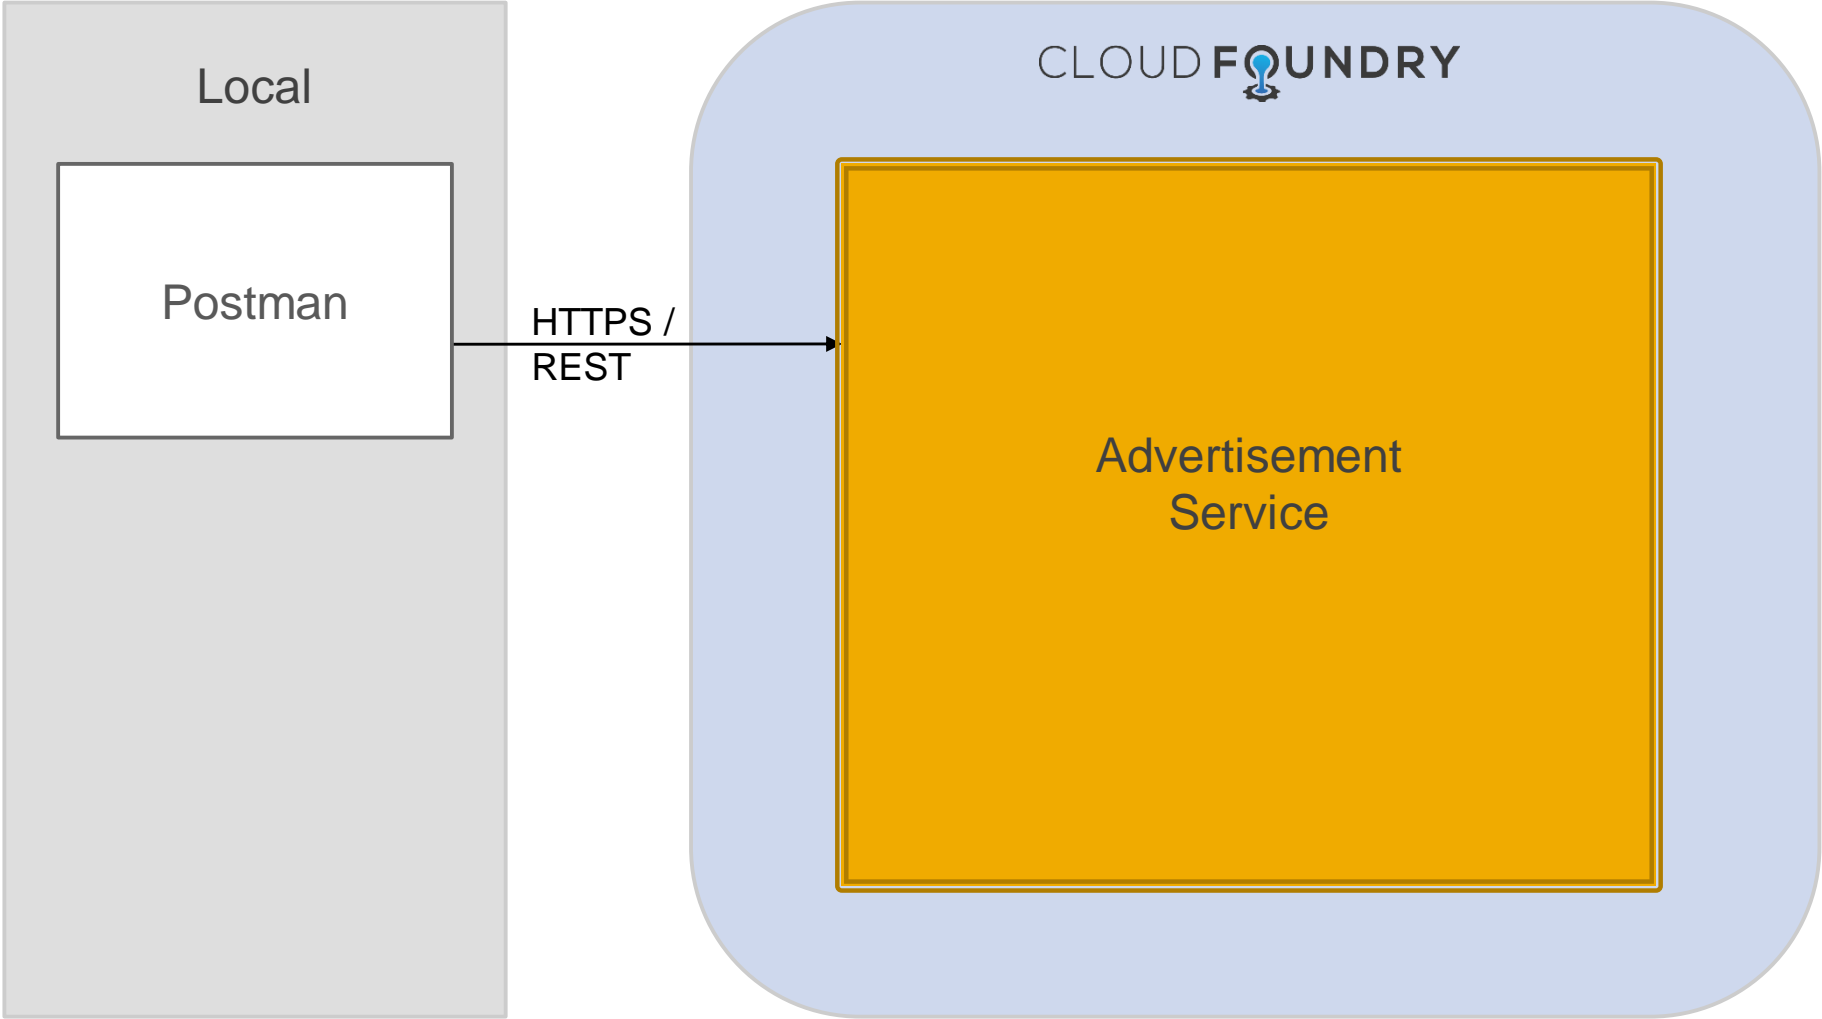 Local
CLOUD FOUNDRY
Postman
HTTPS /
REST
Advertisement
Service